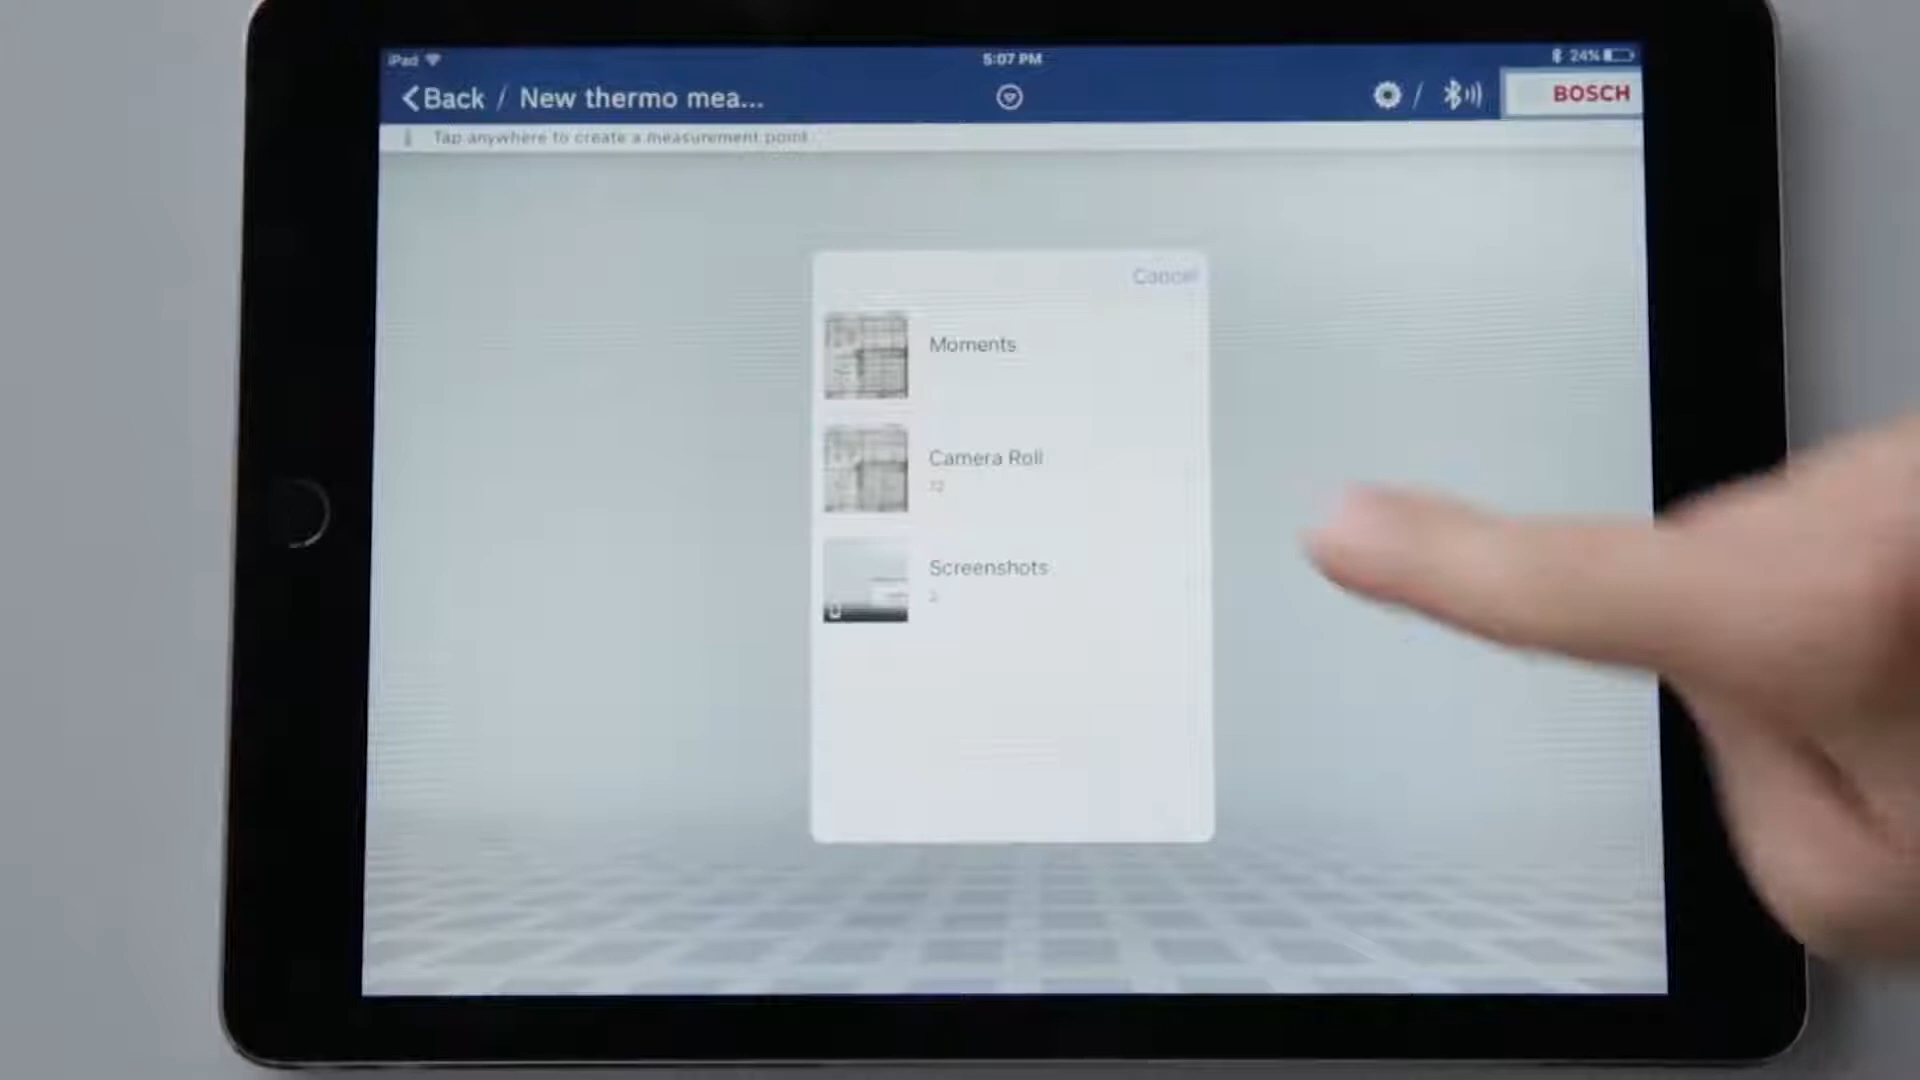 iPad
5:07 PM
24%
Back / New thermo mea...
/
BOSCH
Tap anywhere to create a measurement point
Cancel
Moments
Camera Roll
12
Screenshots